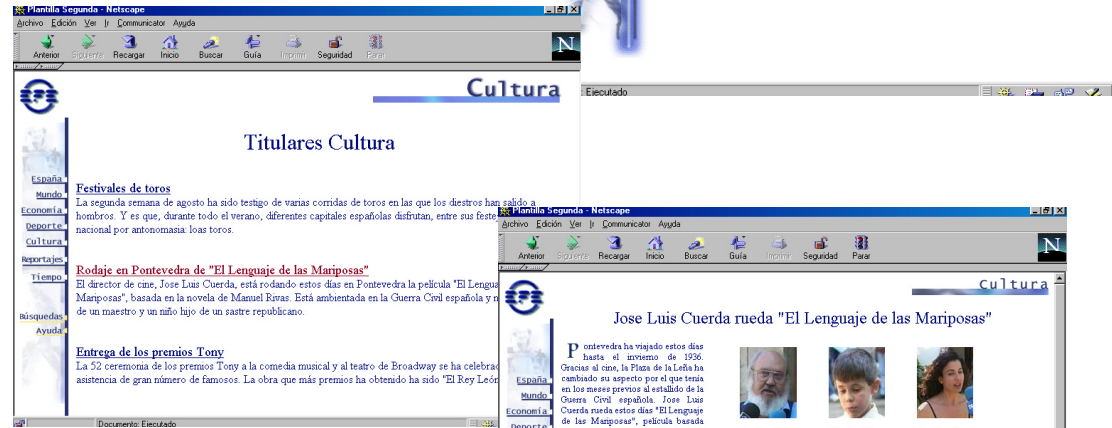 Plantilla Segunda - Netscape
Archivo Edición Ver Ir Communicator Ayuda
Anterior Siguiente Recargar Inicio Buscar Guía Imprimir Seguridad Parar
N
EFE
Cultura
Titulares Cultura
España
Mundo
Economía
Deporte
Cultura
Reportajes
Tiempo
Búsquedas
Ayuda
Festivales de toros
La segunda semana de agosto ha sido testigo de varias corridas de toros en las que los diestros han salido a
hombros. Y es que, durante todo el verano, diferentes capitales españolas disfrutan, entre sus
nacional por antonomasia: loas toros.
Rodaje en Pontevedra de "El Lenguaje de las Mariposas"
El director de cine, Jose Luis Cuerda, está rodando estos días en Pontevedra la película "El
Mariposas", basada en la novela de Manuel Rivas. Está ambientada en la Guerra Civil española y
de un maestro y un niño hijo de un sastre republicano.
Entrega de los premios Tony
La 52 ceremonia de los premios Tony a la comedia musical y al teatro de Broadway se ha
asistencia de gran número de famosos. La obra que más premios ha obtenido ha sido "El Rey
Documento: Ejecutado
: Ejecutado
Plantilla Segunda - Netscape
Archivo Edición Ver Ir Communicator Ayuda
Anterior Siguiente Recargar Inicio Buscar Guía Imprimir Seguridad Parar
N
EFE
Cultura
Jose Luis Cuerda rueda "El Lenguaje de las Mariposas"
España
Mundo
Economía
Deporte
Pontevedra ha viajado estos días
hasta el invierno de 1936.
Gracias al cine, la Plaza de la Leña ha
cambiado su aspecto por el que tenía
en los meses previos al estallido de la
Guerra Civil española. Jose Luis
Cuerda rueda estos días "El Lenguaje
de las Mariposas", película basada